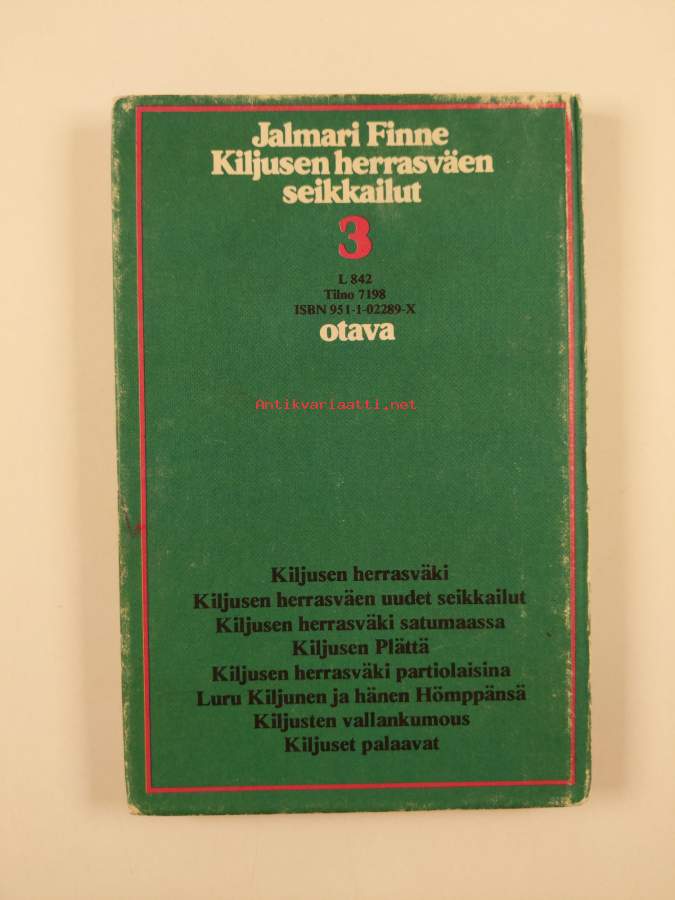 Jalmari Finne
Kiljusen herrasväen
seikkailut
3
L 842
Tilno 7198
ISBN 951-1-02289-X
otava
Antikvariaatti.net
Kiljusen herrasväki
Kiljusen herrasväen uudet seikkailut
Kiljusen herrasväki satumaassa
Kiljusen Plättä
Kiljusen herrasväki partiolaisina
Luru Kiljunen ja hänen Hömppänsä
Kiljusten vallankumous
Kiljuset palaavat